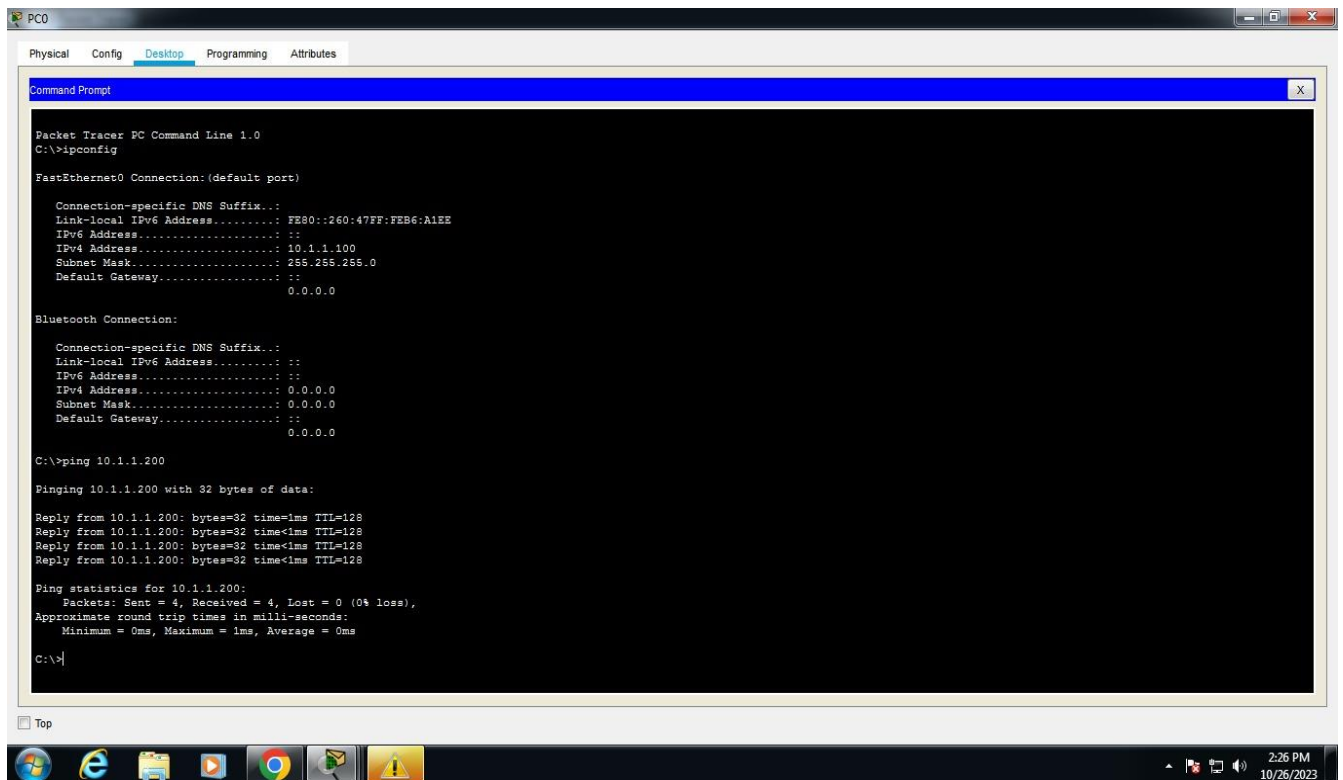 PC0
Physical Config Desktop Programming Attributes
Command Prompt
X
Packet Tracer PC Command Line 1.0
C:\>ipconfig
FastEthernet0 Connection:(default port)
Connection-specific DNS Suffix..:
Link-local IPv6 Address.........: FE80::260:47FF:FEB6:A1EE
IPv6 Address....................: ::
IPv4 Address....................: 10.1.1.100
Subnet Mask.....................: 255.255.255.0
Default Gateway.................: ::
0.0.0.0
Bluetooth Connection:
Connection-specific DNS Suffix..:
Link-local IPv6 Address.........: ::
IPv6 Address....................: ::
IPv4 Address....................: 0.0.0.0
Subnet Mask.....................: 0.0.0.0
Default Gateway.................: ::
0.0.0.0
C:\>ping 10.1.1.200
Pinging 10.1.1.200 with 32 bytes of data:
Reply from 10.1.1.200: bytes=32 time=1ms TTL=128
Reply from 10.1.1.200: bytes=32 time<1ms TTL=128
Reply from 10.1.1.200: bytes=32 time<1ms TTL=128
Reply from 10.1.1.200: bytes=32 time<1ms TTL=128
Ping statistics for 10.1.1.200:
Packets: Sent = 4, Received = 4, Lost = 0 (0% loss),
Approximate round trip times in milli-seconds:
Minimum = 0ms, Maximum = 1ms, Average = 0ms
C:\>
Top
2:26 PM
10/26/2023